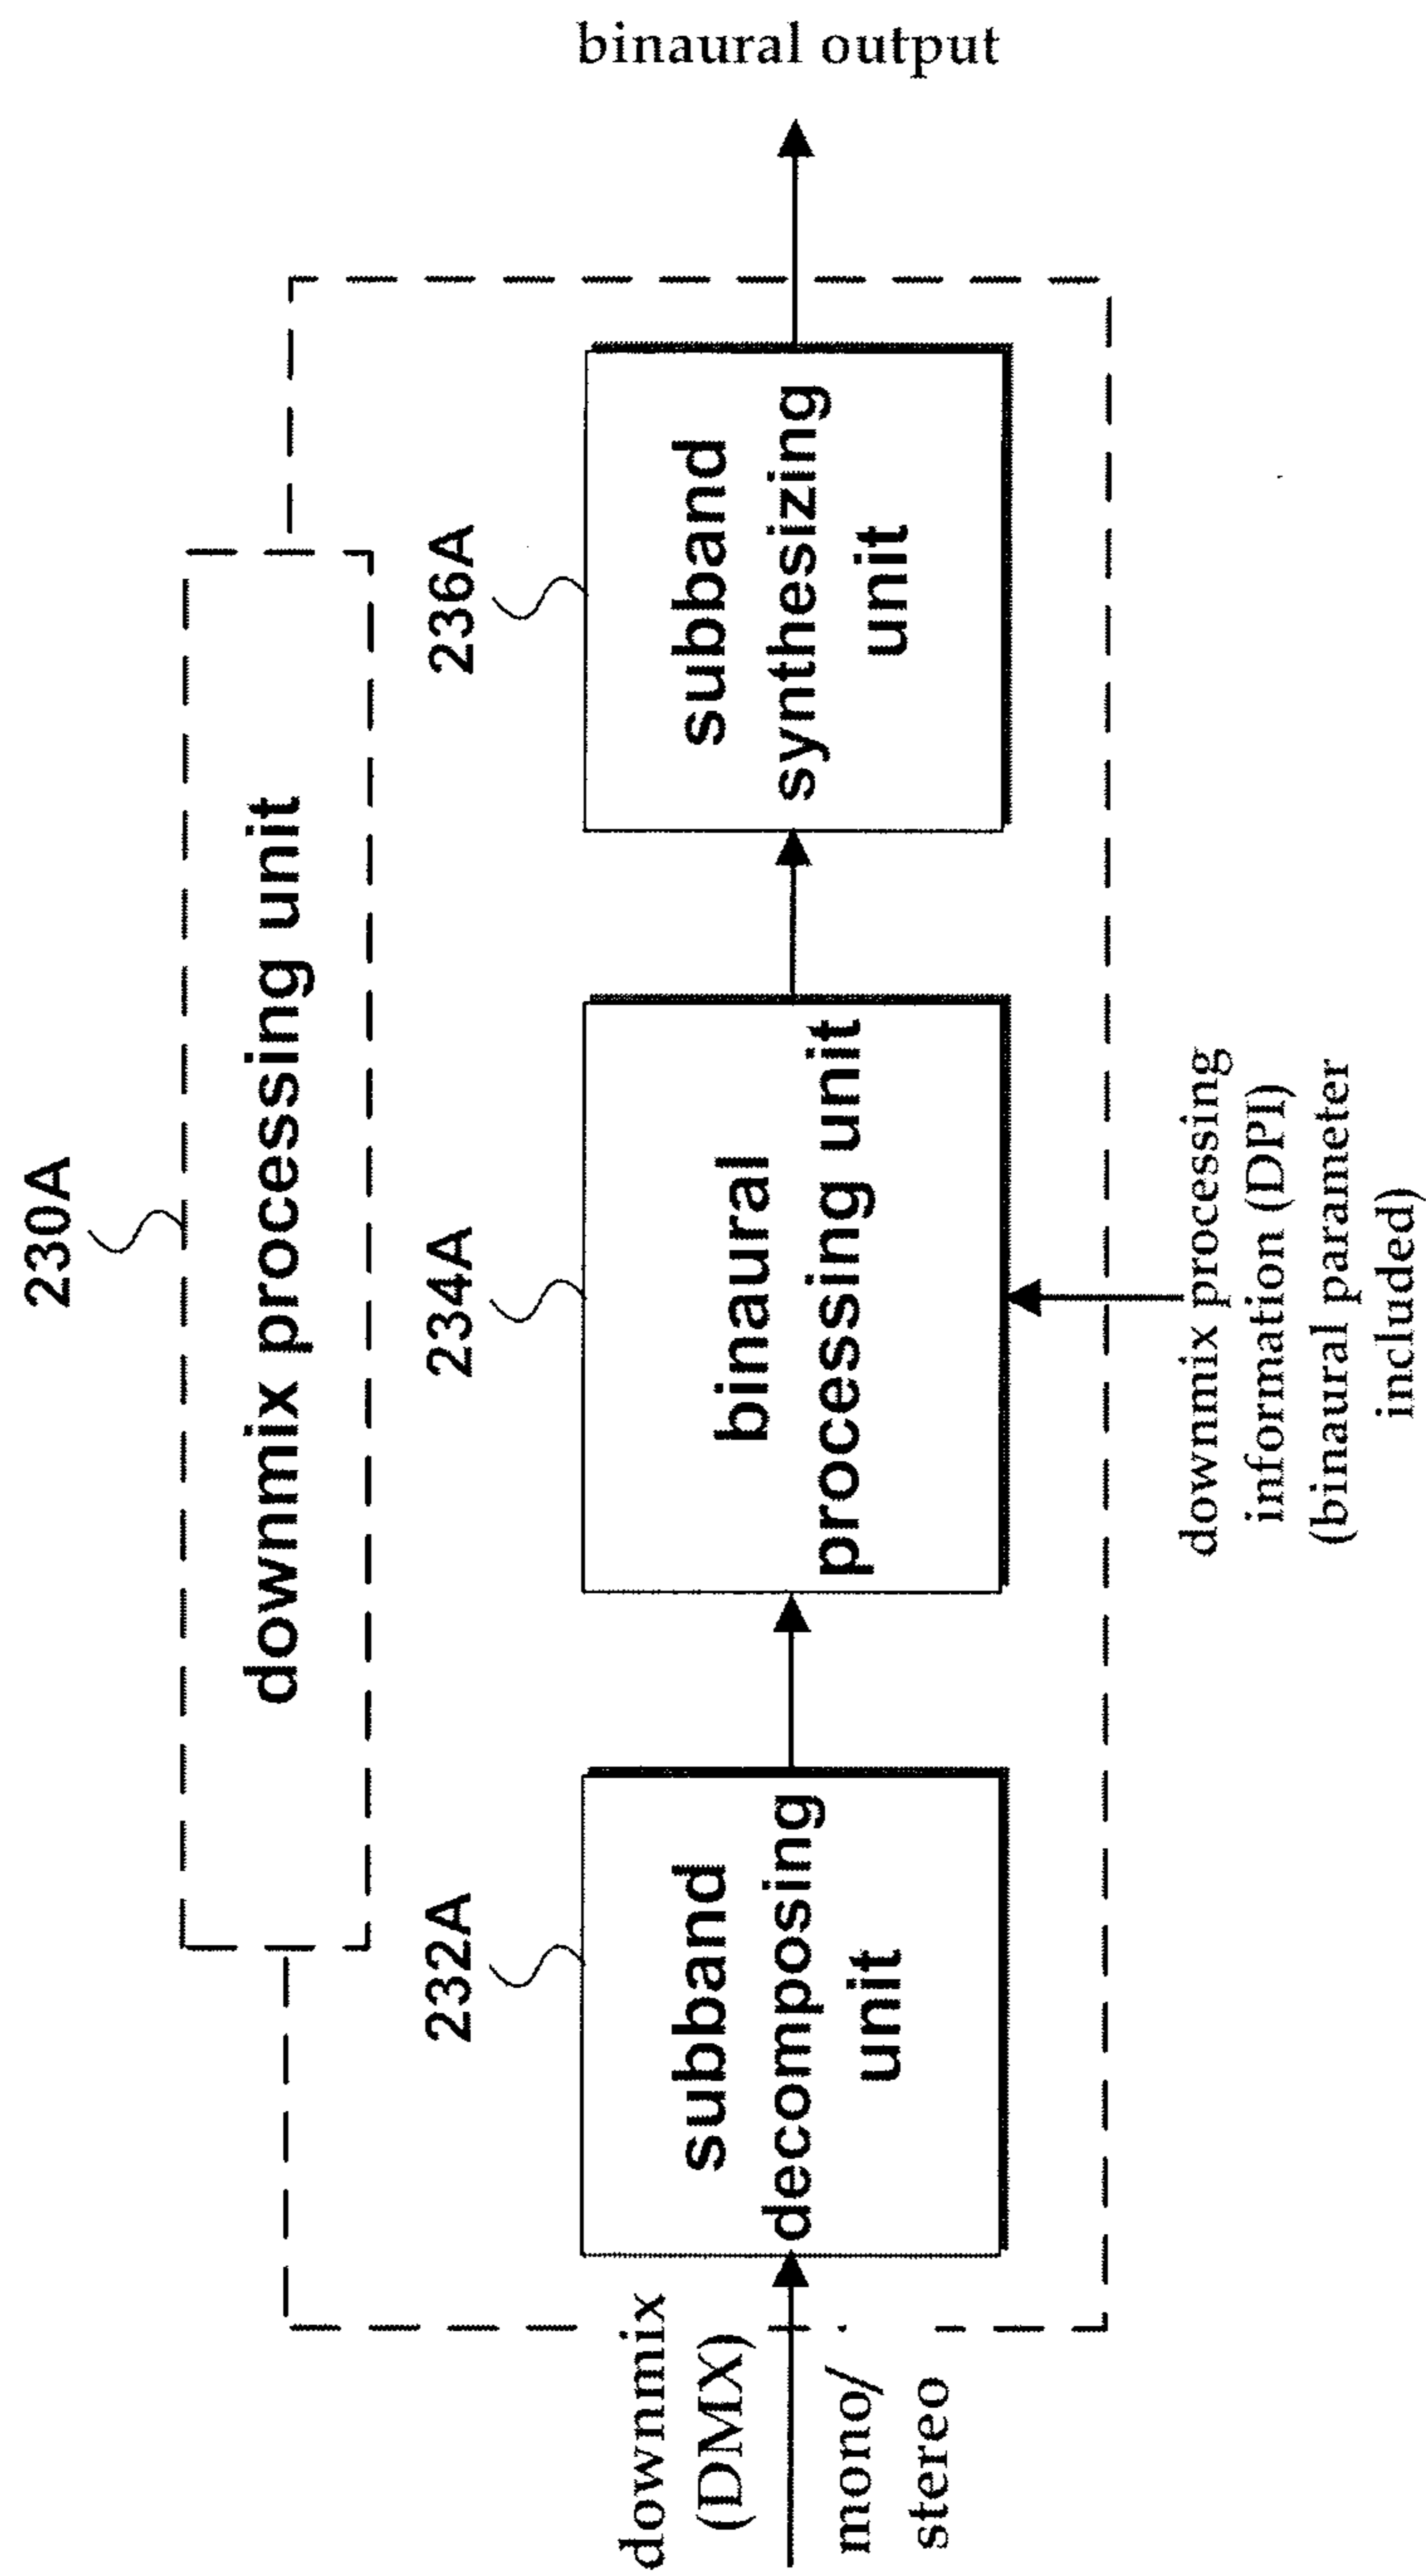 230A
downmix processing unit
232A
subband
decomposing
unit
234A
binaural
processing unit
236A
subband
synthesizing
unit
downmix
(DMX)
mono/
stereo
downmix processing
information (DPI)
(binaural parameter
included)
binaural output